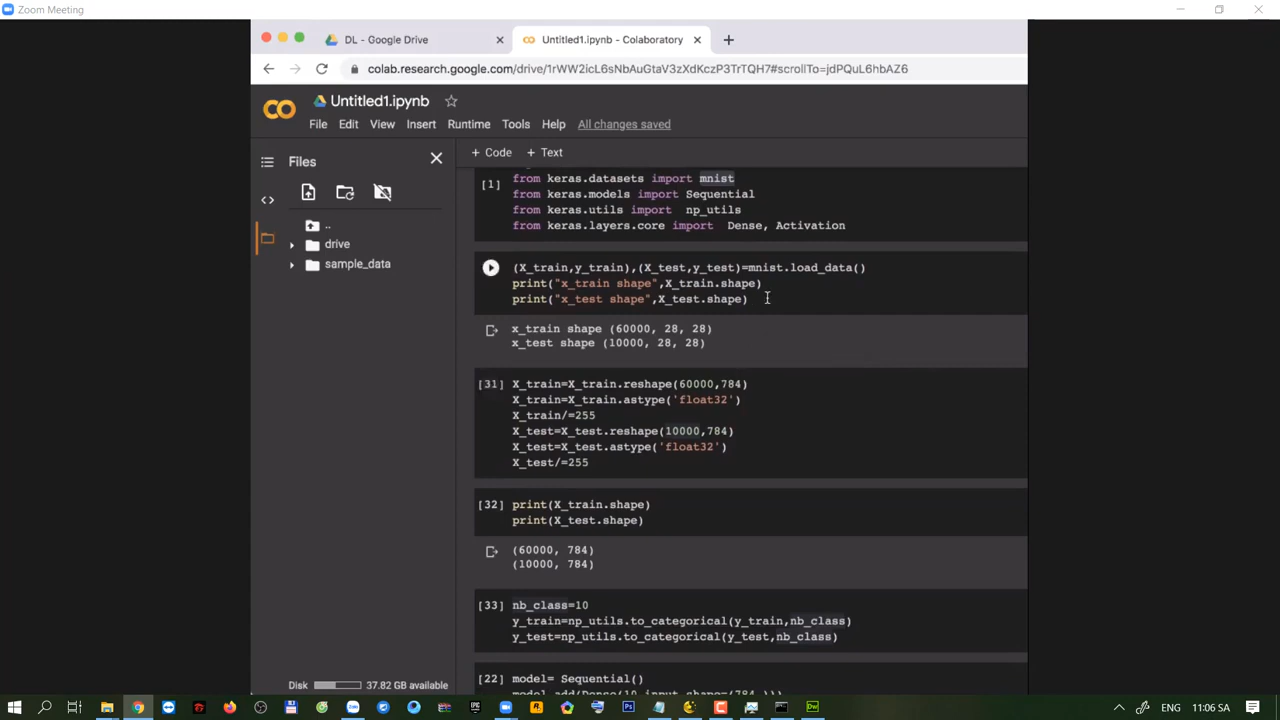 Zoom Meeting
DL - Google Drive
Untitled1.ipynb - Colaboratory
colab.research.google.com/drive/1rWW2icL6sNbAuGtaV3zXdKczP3TrTQH7#scrollTo=jdPQuL6hbAZ6
Untitled1.ipynb
File Edit View Insert Runtime Tools Help All changes saved
Files
+ Code + Text
..
drive
sample_data
[1]
from keras.datasets import mnist
from keras.models import Sequential
from keras.utils import np_utils
from keras.layers.core import Dense, Activation
(X_train,y_train),(X_test,y_test)=mnist.load_data()
print("x_train shape",X_train.shape)
print("x_test shape",X_test.shape)
x_train shape (60000, 28, 28)
x_test shape (10000, 28, 28)
[31] X_train=X_train.reshape(60000,784)
X_train=X_train.astype('float32')
X_train/=255
X_test=X_test.reshape(10000,784)
X_test=X_test.astype('float32')
X_test/=255
[32] print(X_train.shape)
print(X_test.shape)
(60000, 784)
(10000, 784)
[33] nb_class=10
y_train=np_utils.to_categorical(y_train,nb_class)
y_test=np_utils.to_categorical(y_test,nb_class)
[22] model= Sequential()
model.add(Dense(10,input_shape=(784,)))
Disk 37.82 GB available
11:06 SA